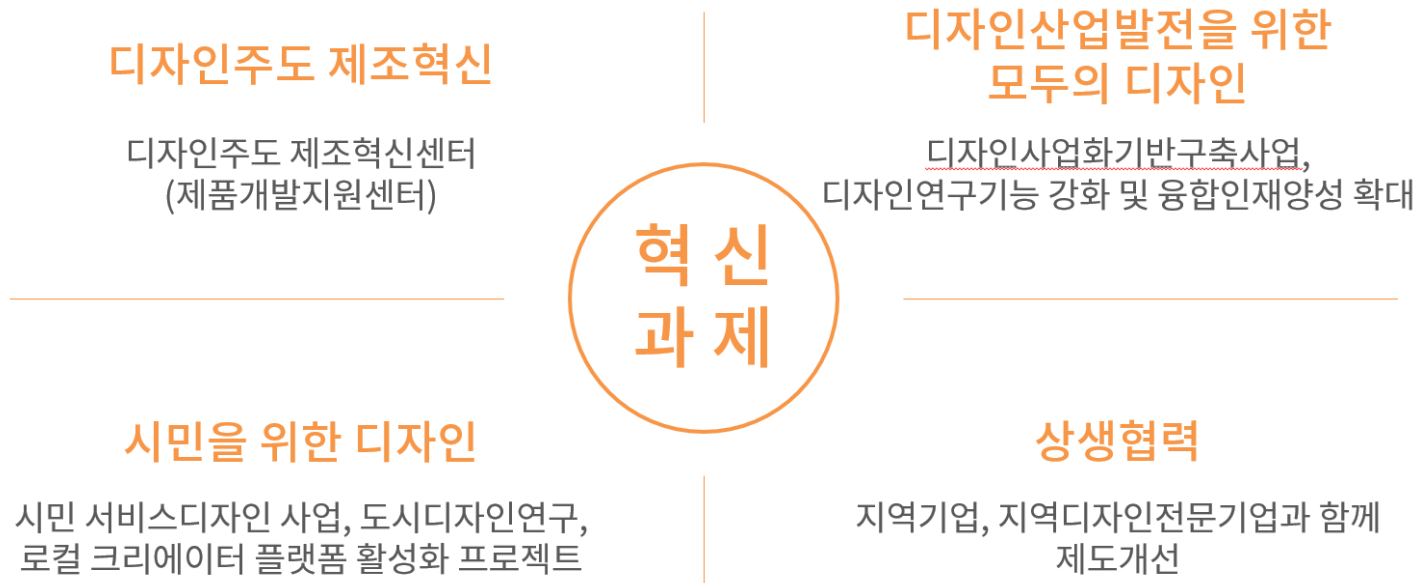 디자인주도 제조혁신
디자인주도 제조혁신센터
(제품개발지원센터)
디자인산업발전을 위한
모두의 디자인
디자인사업화기반구축사업,
디자인연구기능 강화 및 융합인재양성 확대
혁 신
과 제
시민을 위한 디자인
시민 서비스디자인 사업, 도시디자인연구,
로컬 크리에이터 플랫폼 활성화 프로젝트
상생협력
지역기업, 지역디자인전문기업과 함께
제도개선